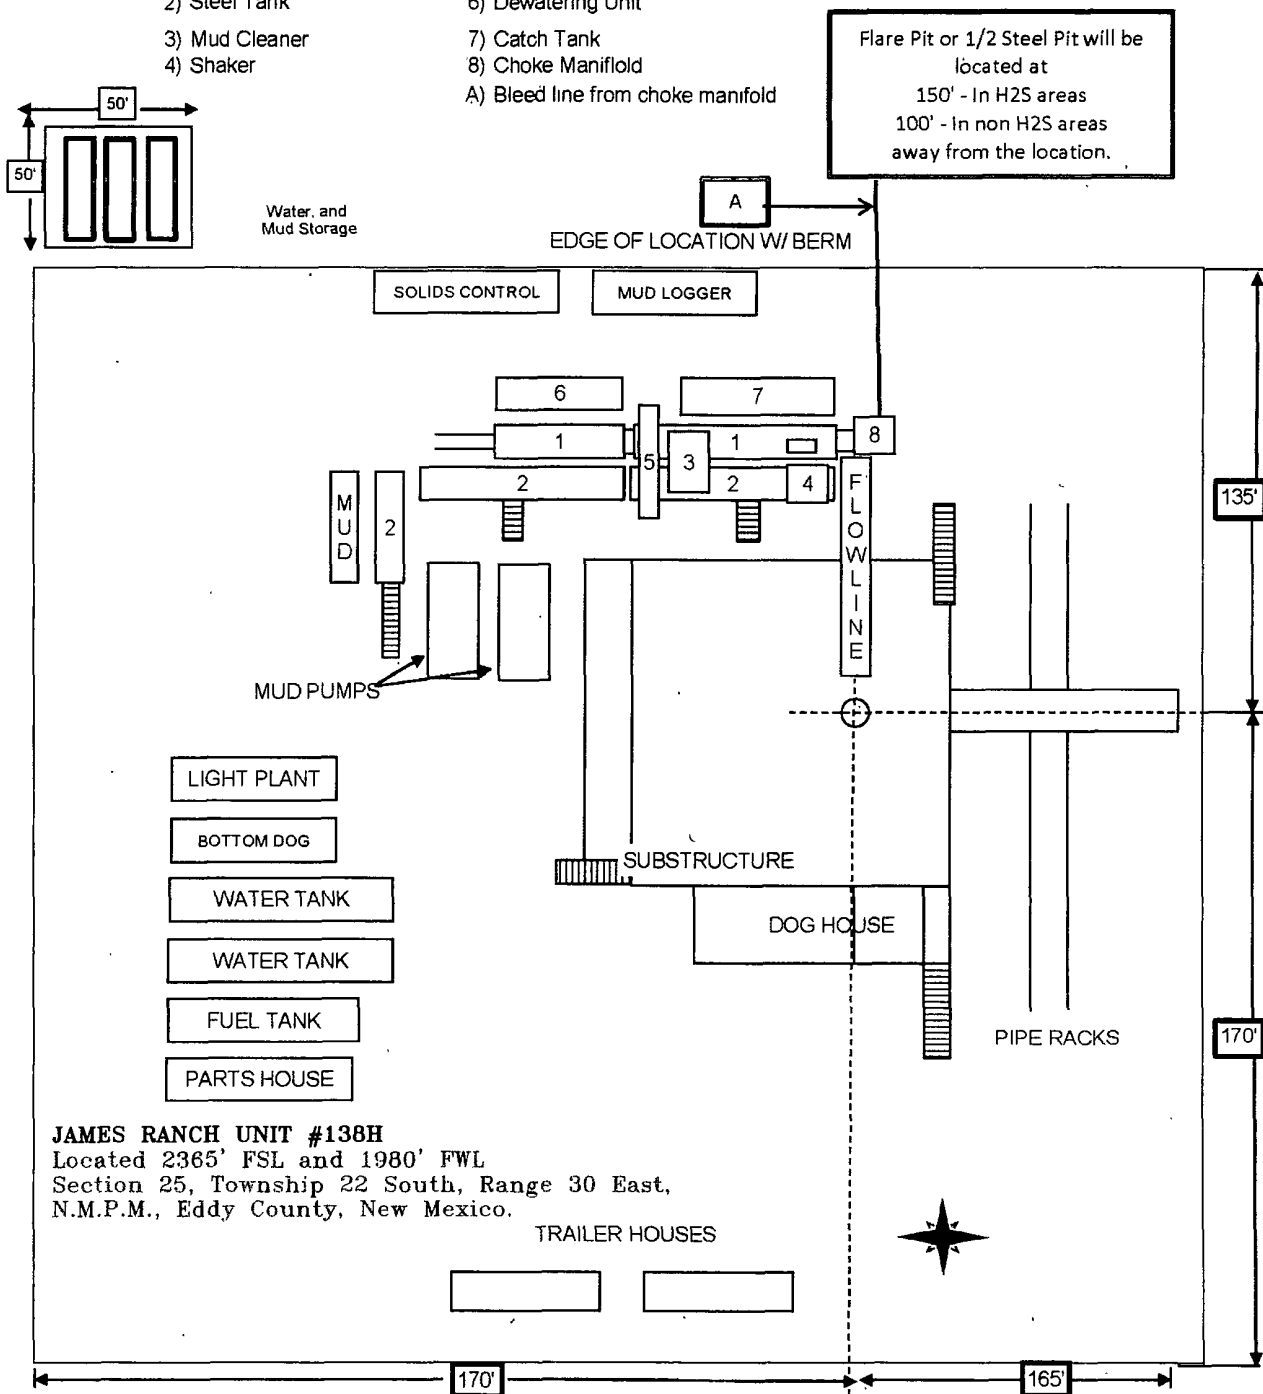 2) Steel Tank
6) Dewatering Unit
3) Mud Cleaner
7) Catch Tank
4) Shaker
8) Choke Maniflold
A) Bleed line from choke manifold
Flare Pit or 1/2 Steel Pit will be
located at
150' - In H2S areas
100' - In non H2S areas
away from the location.
50'
50'
Water, and
Mud Storage
A
EDGE OF LOCATION W/ BERM
SOLIDS CONTROL
MUD LOGGER
6
7
1
1
8
5
3
2
2
4
MUD
2
FLOWLINE
135'
MUD PUMPS
LIGHT PLANT
BOTTOM DOG
SUBSTRUCTURE
WATER TANK
DOG HOUSE
WATER TANK
FUEL TANK
PIPE RACKS
170'
PARTS HOUSE
JAMES RANCH UNIT #138H
Located 2365' FSL and 1980' FWL
Section 25, Township 22 South, Range 30 East,
N.M.P.M., Eddy County, New Mexico.
TRAILER HOUSES
170'
165'